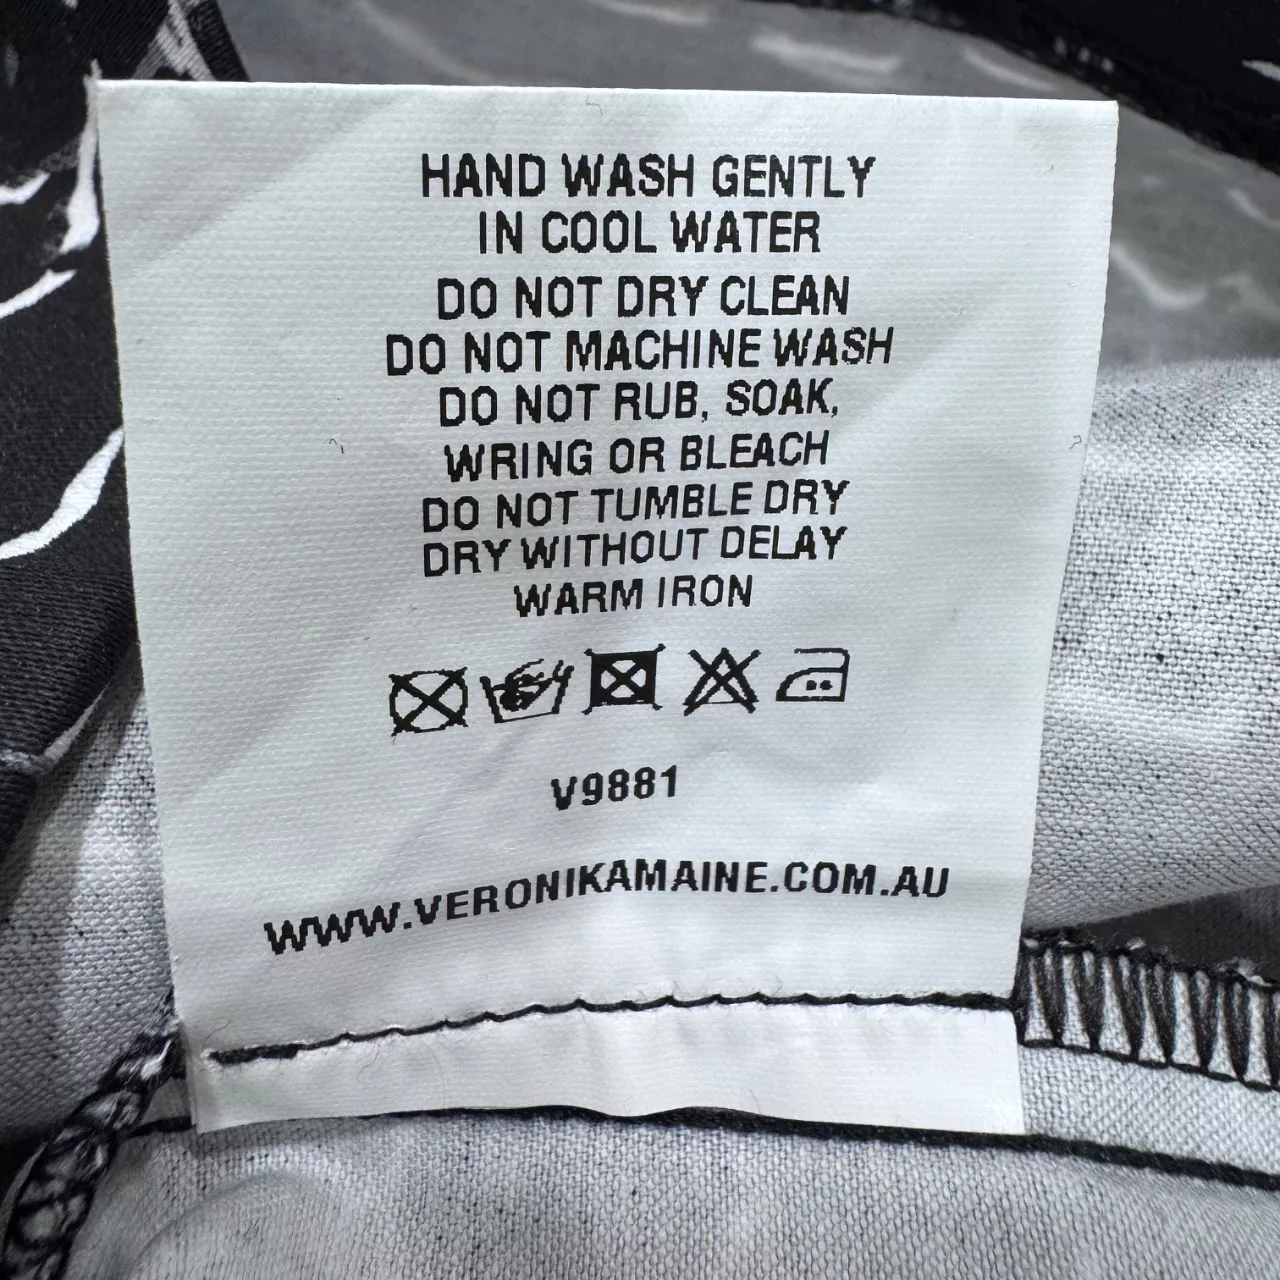 HAND WASH GENTLY
IN COOL WATER
DO NOT DRY CLEAN
DO NOT MACHINE WASH
DO NOT RUB, SOAK,
WRING OR BLEACH
DO NOT TUMBLE DRY
DRY WITHOUT DELAY
WARM IRON
V9881
WWW.VERONIKAMAINE.COM.AU